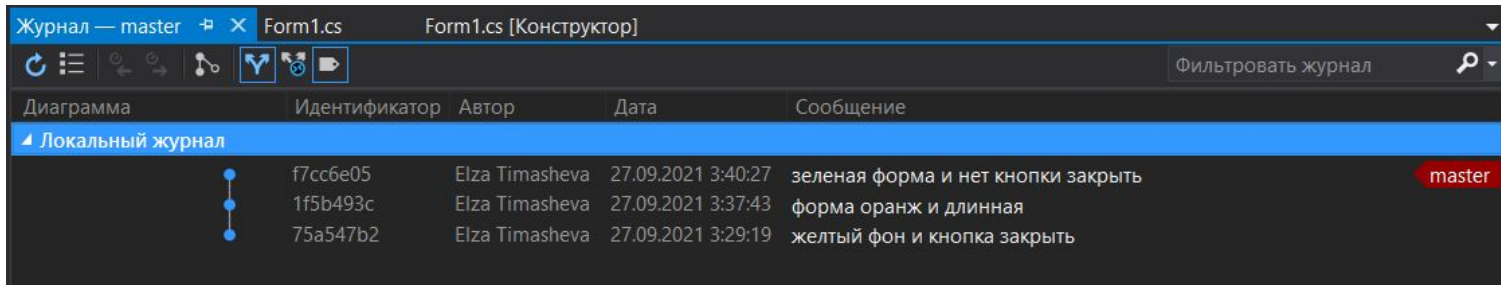 Журнал — master Form1.cs Form1.cs [Конструктор]
Фильтровать журнал
Диаграмма Идентификатор Автор Дата Сообщение
Локальный журнал
f7cc6e05 Elza Timasheva 27.09.2021 3:40:27 зеленая форма и нет кнопки закрыть master
1f5b493c Elza Timasheva 27.09.2021 3:37:43 форма оранж и длинная
75a547b2 Elza Timasheva 27.09.2021 3:29:19 желтый фон и кнопка закрыть